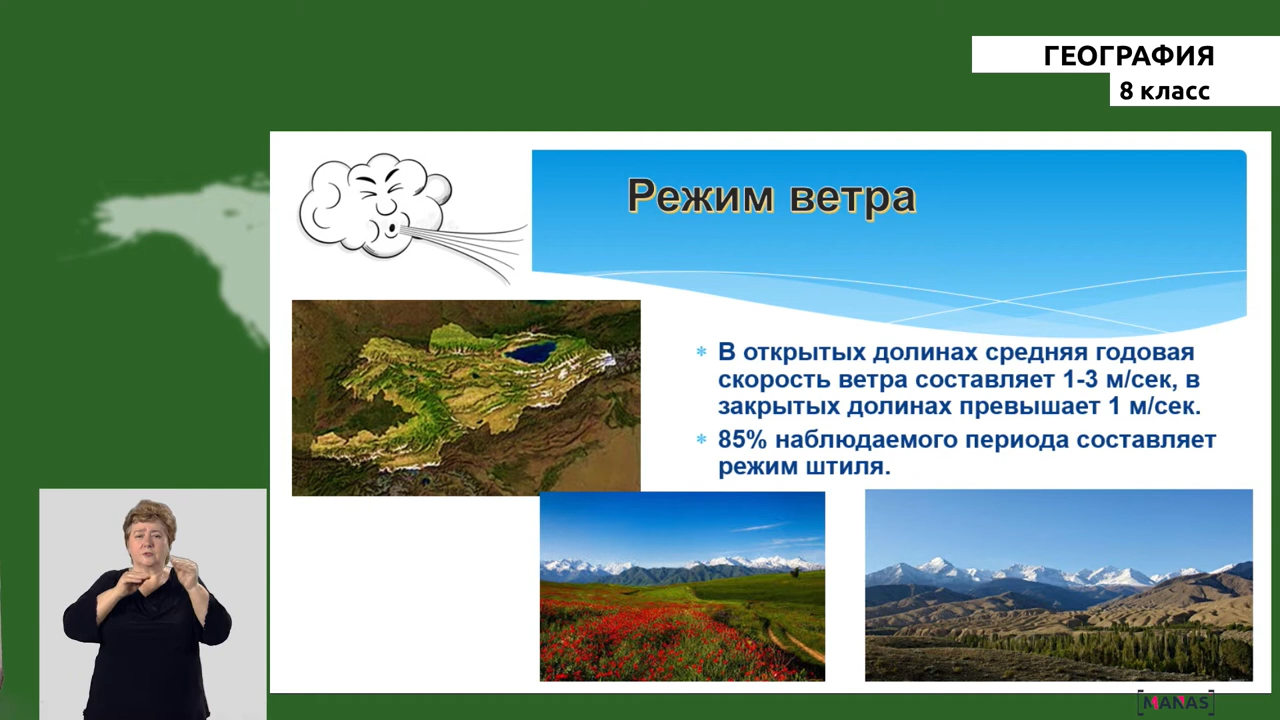 ГЕОГРАФИЯ
8 класс
Режим ветра
* В открытых долинах средняя годовая
скорость ветра составляет 1-3 м/сек, в
закрытых долинах превышает 1 м/сек.
* 85% наблюдаемого периода составляет
режим штиля.
MANAS